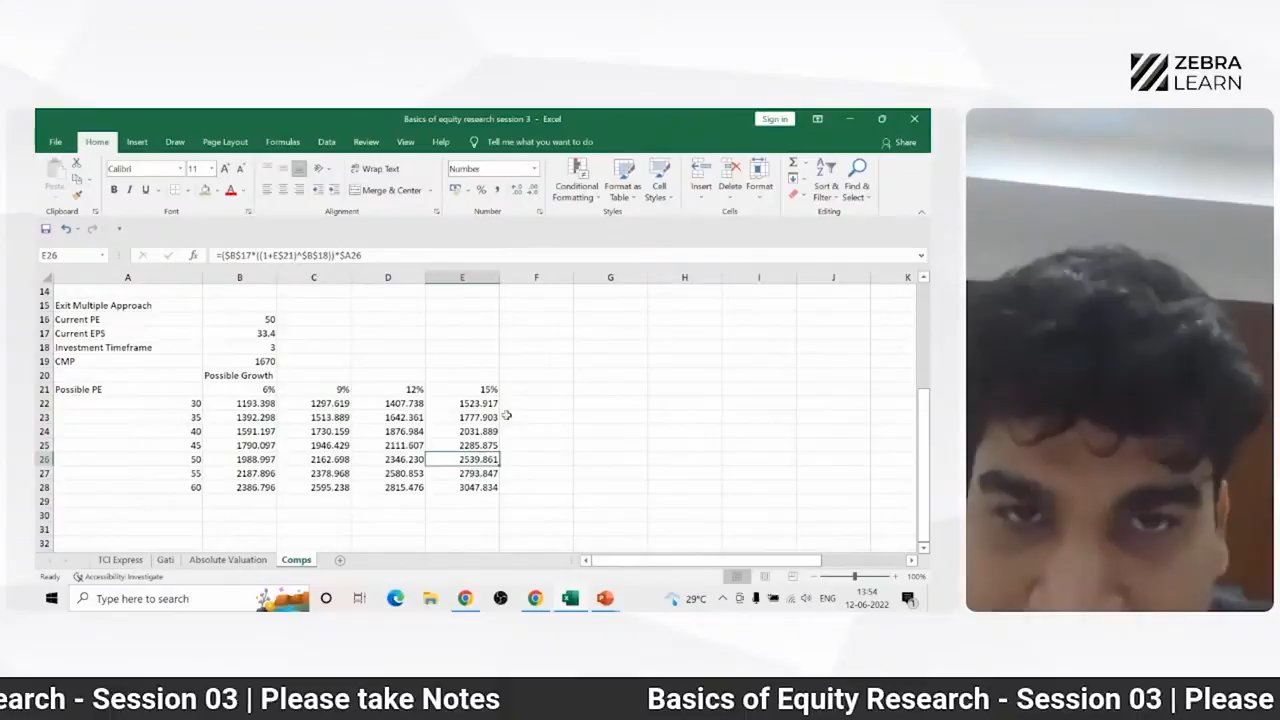 ZEBRA
LEARN
Basics of equity research session 3 - Excel
Sign in
File Home Insert Draw Page Layout Formulas Data Review View Help Tell me what you want to do
Share
Paste
Calibri 11
Wrap Text
Number
B I U
Merge & Center
Conditional Formatting
Format as Table
Cell Styles
Insert Delete Format
Sort & Filter
Find & Select
Clipboard Font Alignment Number Styles Cells Editing
E26 fx =($B$17*((1+E$21)^$B$18))*$A26
A B C D E F G H I J K
14
15 Exit Multiple Approach
16 Current PE 50
17 Current EPS 33.4
18 Investment Timeframe 3
19 CMP 1670
20 Possible Growth
21 Possible PE 6% 9% 12% 15%
22 30 1193.398 1297.619 1407.738 1523.917
23 35 1392.298 1513.889 1642.361 1777.903
24 40 1591.197 1730.159 1876.984 2031.889
25 45 1790.097 1946.429 2111.607 2285.875
26 50 1988.997 2162.698 2346.230 2539.861
27 55 2187.896 2378.968 2580.853 2793.847
28 60 2386.796 2595.238 2815.476 3047.834
29
30
31
32
TCI Express Gati Absolute Valuation Comps
Ready Accessibility: Investigate 100%
Type here to search 29°C ENG 13:54
12-06-2022
earch - Session 03 | Please take Notes Basics of Equity Research - Session 03 | Please